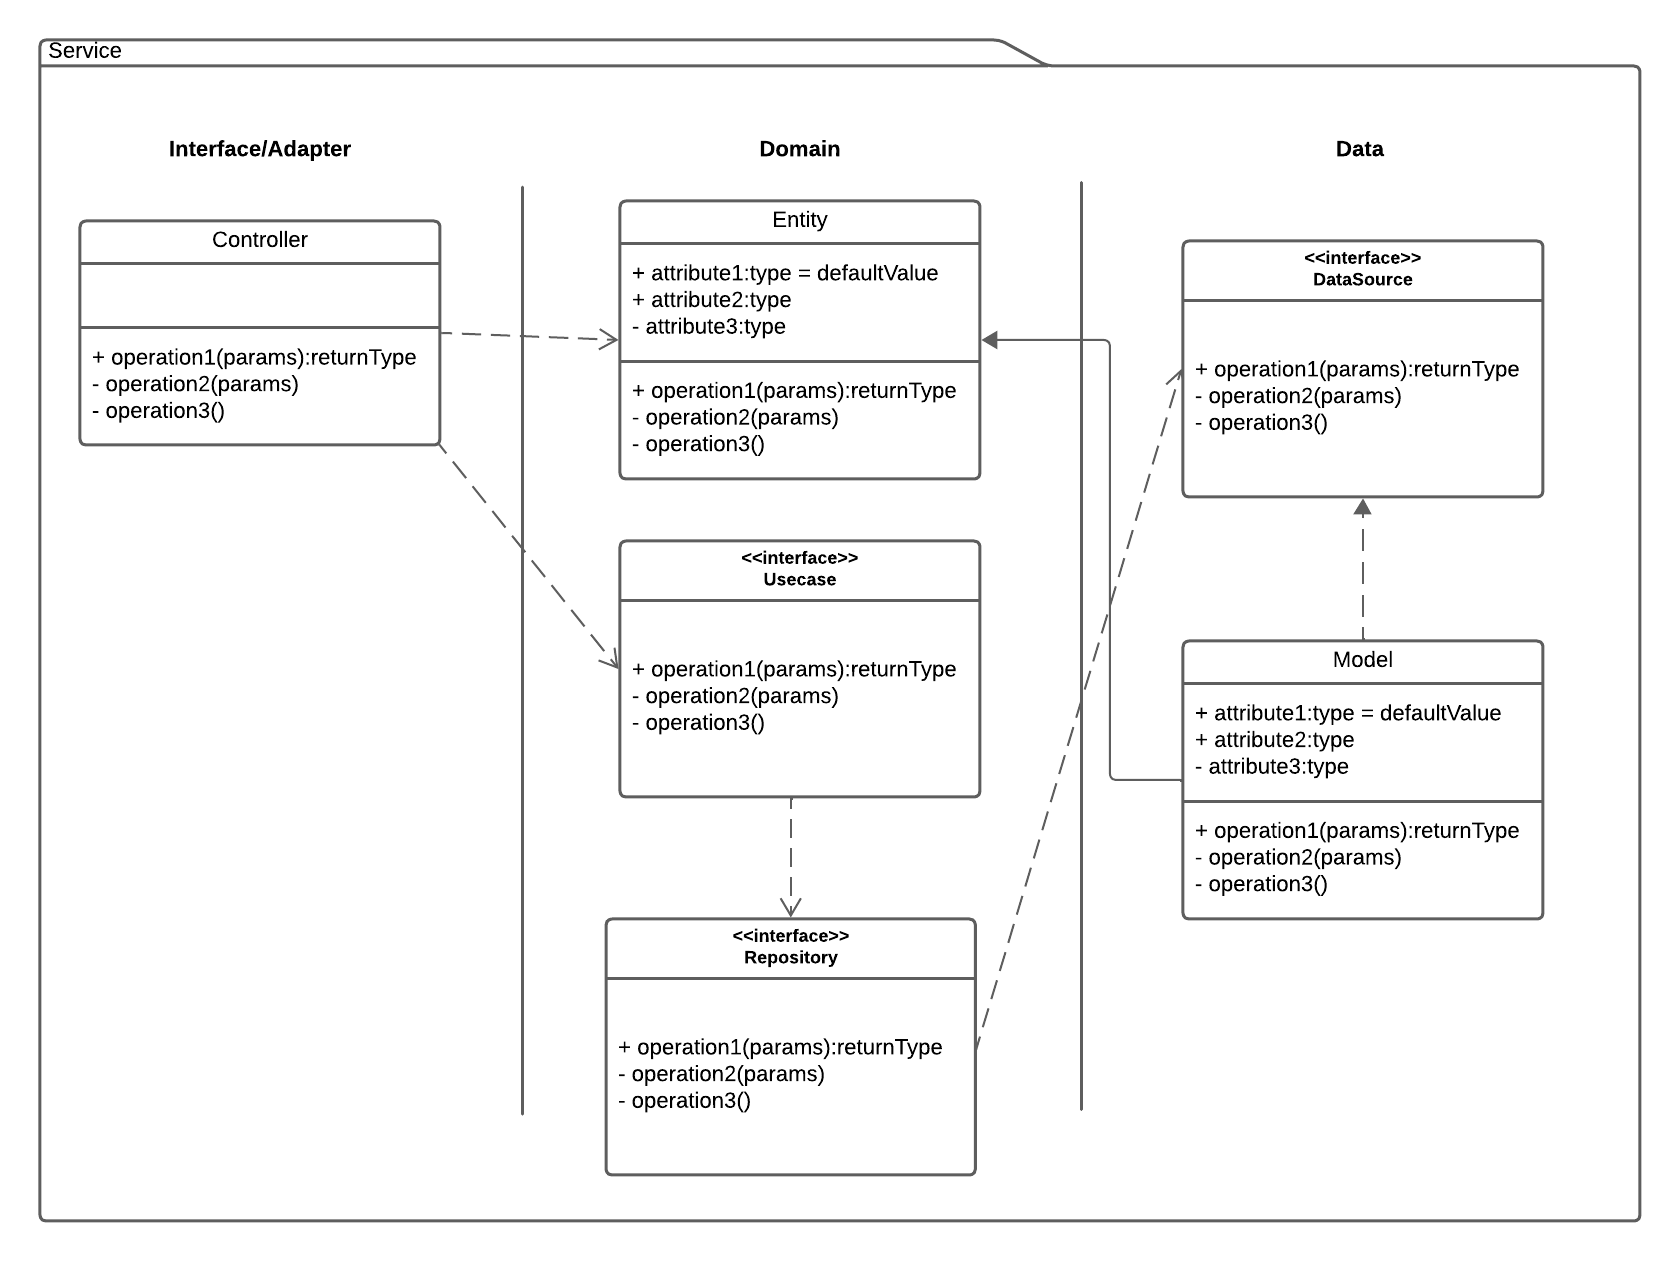 Service
Interface/Adapter
Controller
+ operation1(params):returnType
- operation2(params)
- operation3()
Domain
Entity
+ attribute1:type = defaultValue
+ attribute2:type
- attribute3:type
+ operation1(params):returnType
- operation2(params)
- operation3()
<<interface>>
Usecase
+ operation1(params):returnType
- operation2(params)
- operation3()
<<interface>>
Repository
+ operation1(params):returnType
- operation2(params)
- operation3()
Data
<<interface>>
DataSource
+ operation1(params):returnType
- operation2(params)
- operation3()
Model
+ attribute1:type = defaultValue
+ attribute2:type
- attribute3:type
+ operation1(params):returnType
- operation2(params)
- operation3()